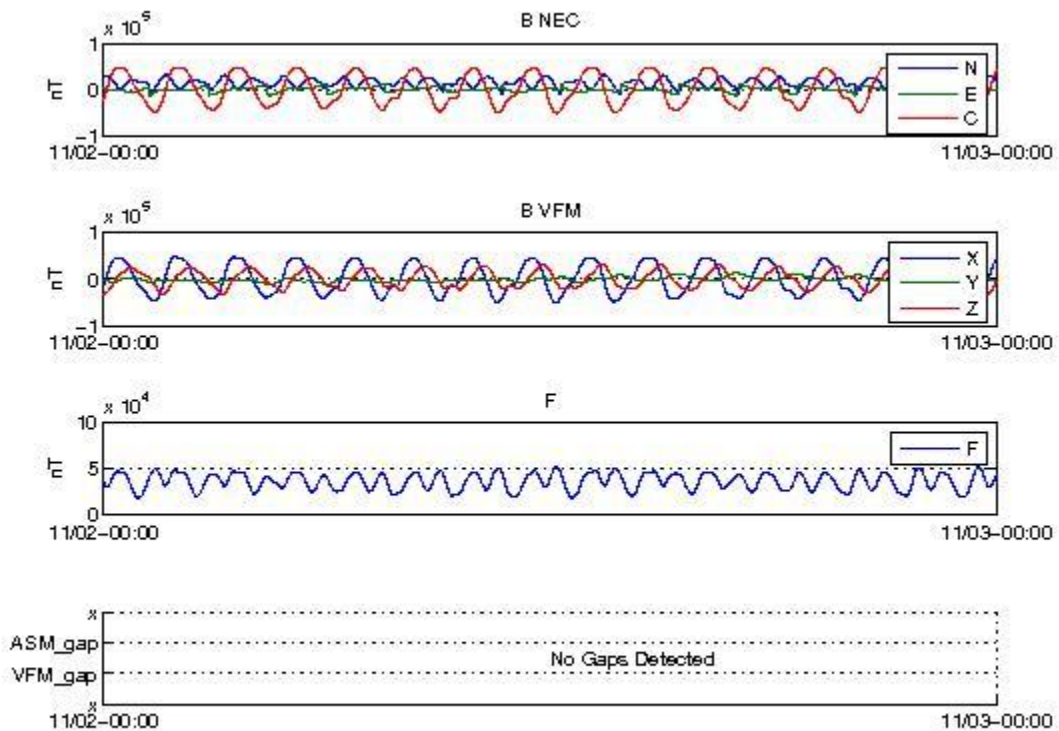 B NEC
x 10^5
1
0
-1
nT
N
E
C
11/02-00:00 11/03-00:00
B VFM
x 10^5
1
0
-1
nT
X
Y
Z
11/02-00:00 11/03-00:00
F
x 10^4
10
5
0
nT
F
11/02-00:00 11/03-00:00
x
ASM_gap
No Gaps Detected
VFM_gap
x
11/02-00:00 11/03-00:00